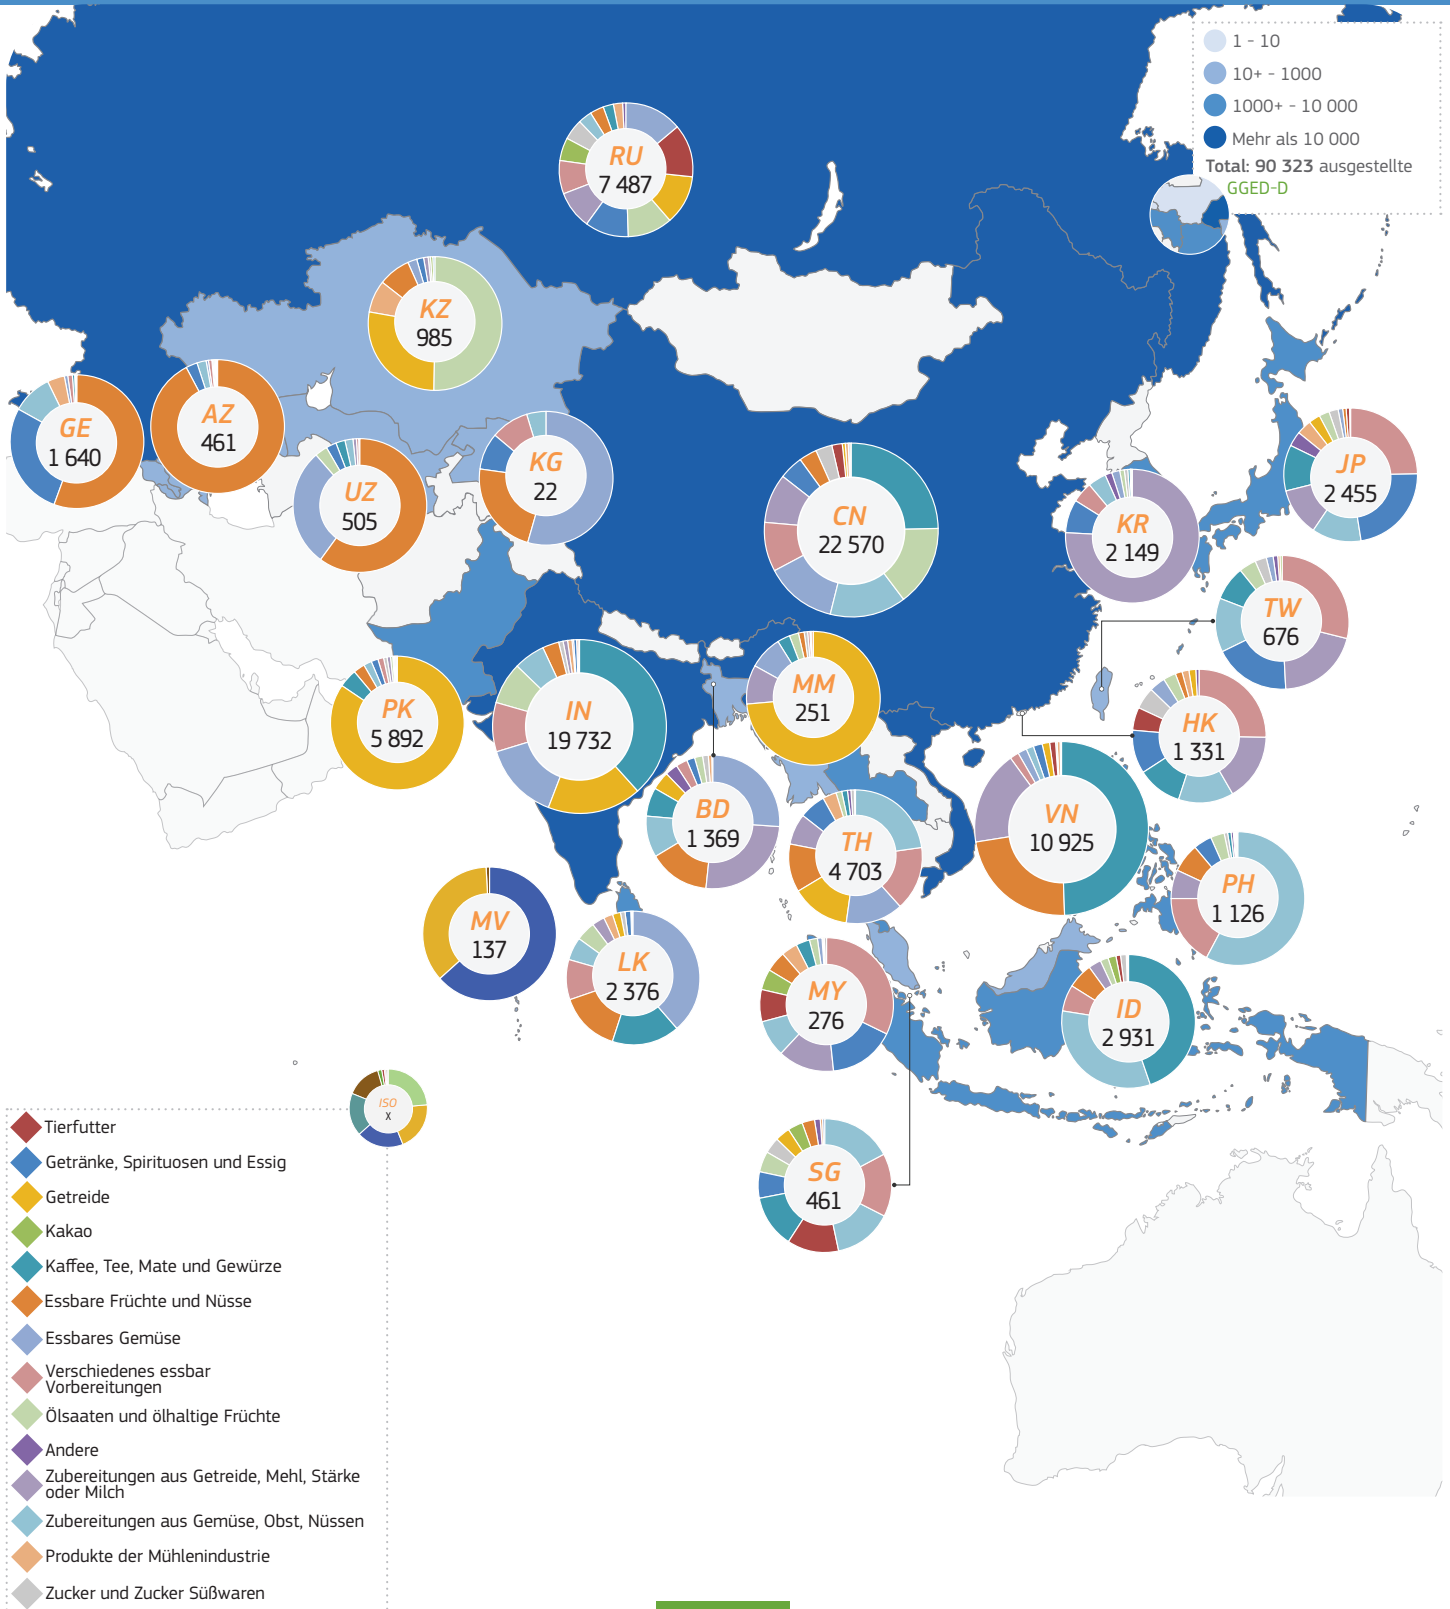 1 - 10
10+ - 1000
1000+ - 10 000
Mehr als 10 000
Total: 90 323 ausgestellte
GGED-D
RU
7 487
KZ
985
GE
1 640
AZ
461
UZ
505
KG
22
CN
22 570
KR
2 149
JP
2 455
TW
676
HK
1 331
PK
5 892
IN
19 732
MM
251
BD
1 369
TH
4 703
VN
10 925
PH
1 126
MV
137
LK
2 376
MY
276
ID
2 931
SG
461
ISO
X
Tierfutter
Getränke, Spirituosen und Essig
Getreide
Kakao
Kaffee, Tee, Mate und Gewürze
Essbare Früchte und Nüsse
Essbares Gemüse
Verschiedenes essbar
Vorbereitungen
Ölsaaten und ölhaltige Früchte
Andere
Zubereitungen aus Getreide, Mehl, Stärke
oder Milch
Zubereitungen aus Gemüse, Obst, Nüssen
Produkte der Mühlenindustrie
Zucker und Zucker Süßwaren